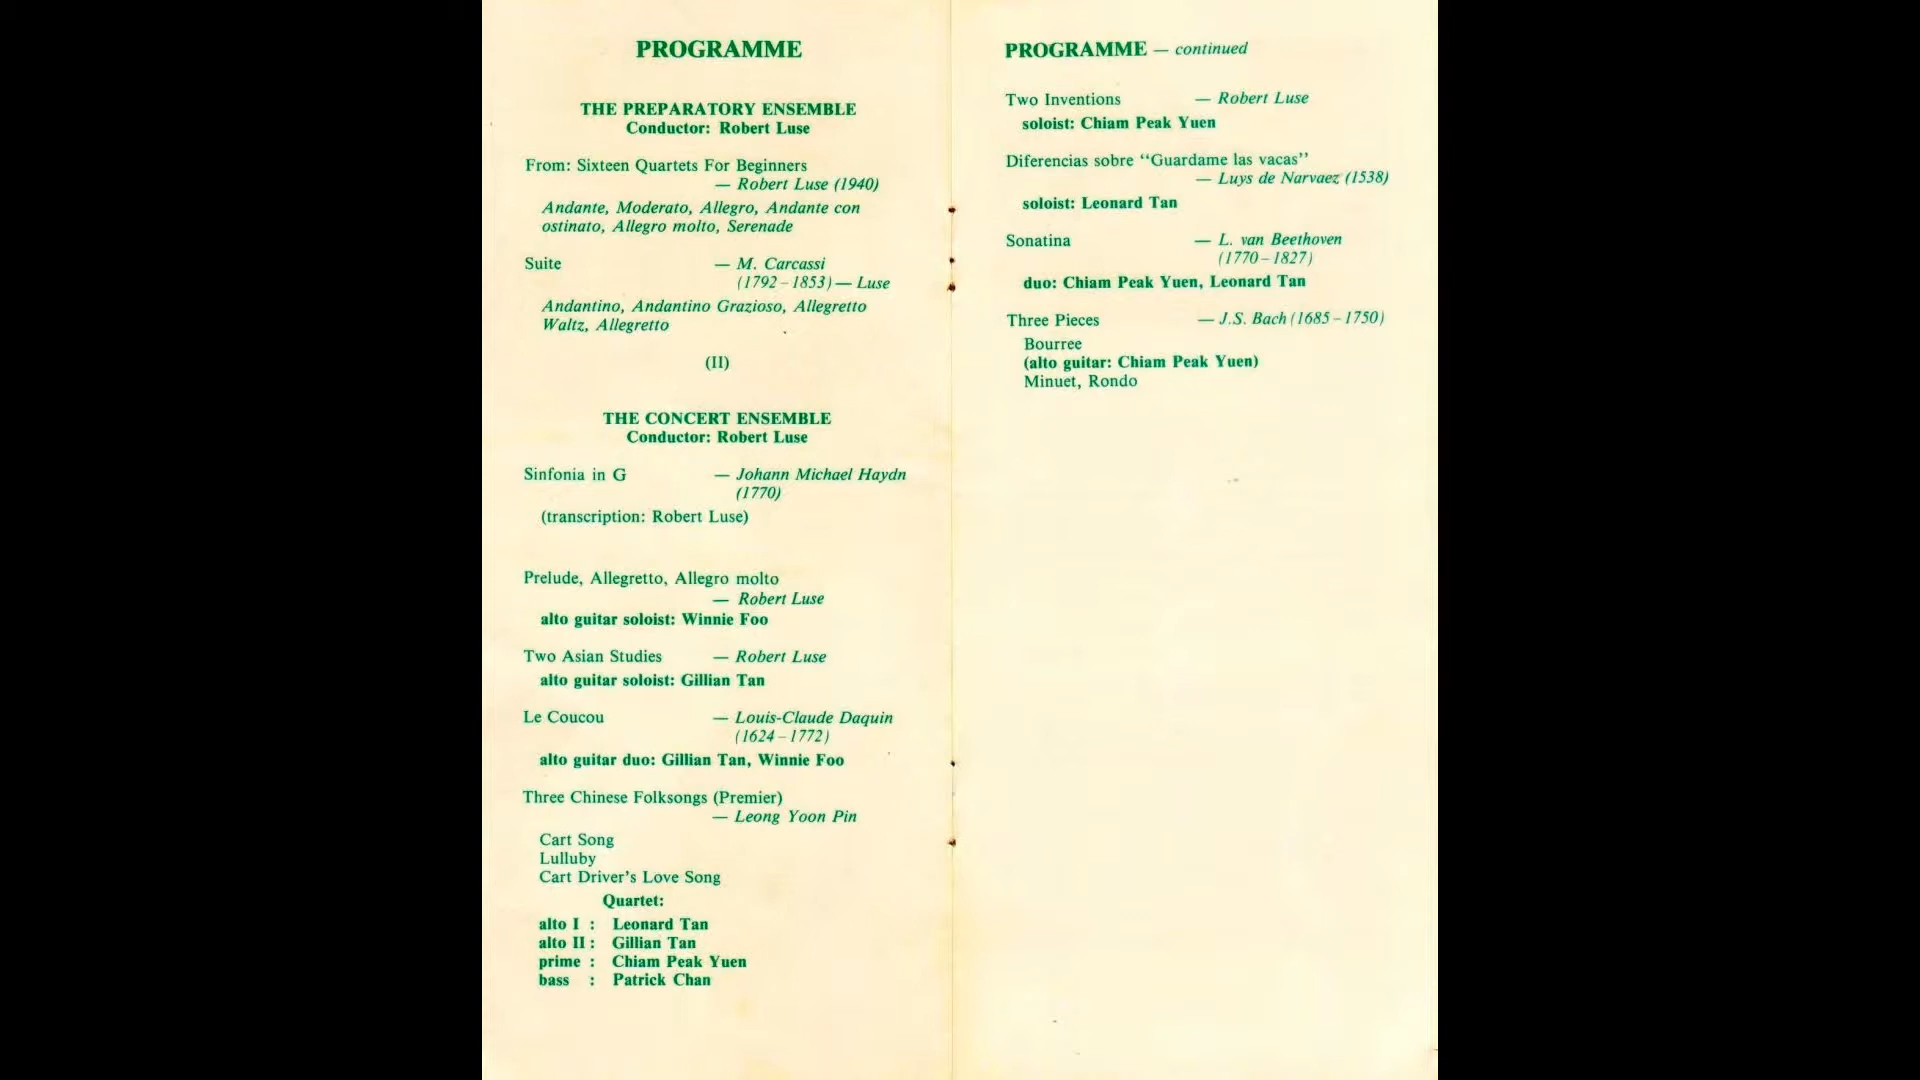 PROGRAMME
THE PREPARATORY ENSEMBLE
Conductor: Robert Luse
From: Sixteen Quartets For Beginners
— Robert Luse (1940)
Andante, Moderato, Allegro, Andante con
ostinato, Allegro molto, Serenade
Suite — M. Carcassi
(1792–1853) — Luse
Andantino, Andantino Grazioso, Allegretto
Waltz, Allegretto
(II)
THE CONCERT ENSEMBLE
Conductor: Robert Luse
Sinfonia in G — Johann Michael Haydn
(1770)
(transcription: Robert Luse)
Prelude, Allegretto, Allegro molto
— Robert Luse
alto guitar soloist: Winnie Foo
Two Asian Studies — Robert Luse
alto guitar soloist: Gillian Tan
Le Coucou — Louis-Claude Daquin
(1624–1772)
alto guitar duo: Gillian Tan, Winnie Foo
Three Chinese Folksongs (Premier)
— Leong Yoon Pin
Cart Song
Lulluby
Cart Driver's Love Song
Quartet:
alto I : Leonard Tan
alto II : Gillian Tan
prime : Chiam Peak Yuen
bass : Patrick Chan
PROGRAMME — continued
Two Inventions — Robert Luse
soloist: Chiam Peak Yuen
Diferencias sobre "Guardame las vacas"
— Luys de Narvaez (1538)
soloist: Leonard Tan
Sonatina — L. van Beethoven
(1770–1827)
duo: Chiam Peak Yuen, Leonard Tan
Three Pieces — J.S. Bach (1685–1750)
Bourree
(alto guitar: Chiam Peak Yuen)
Minuet, Rondo